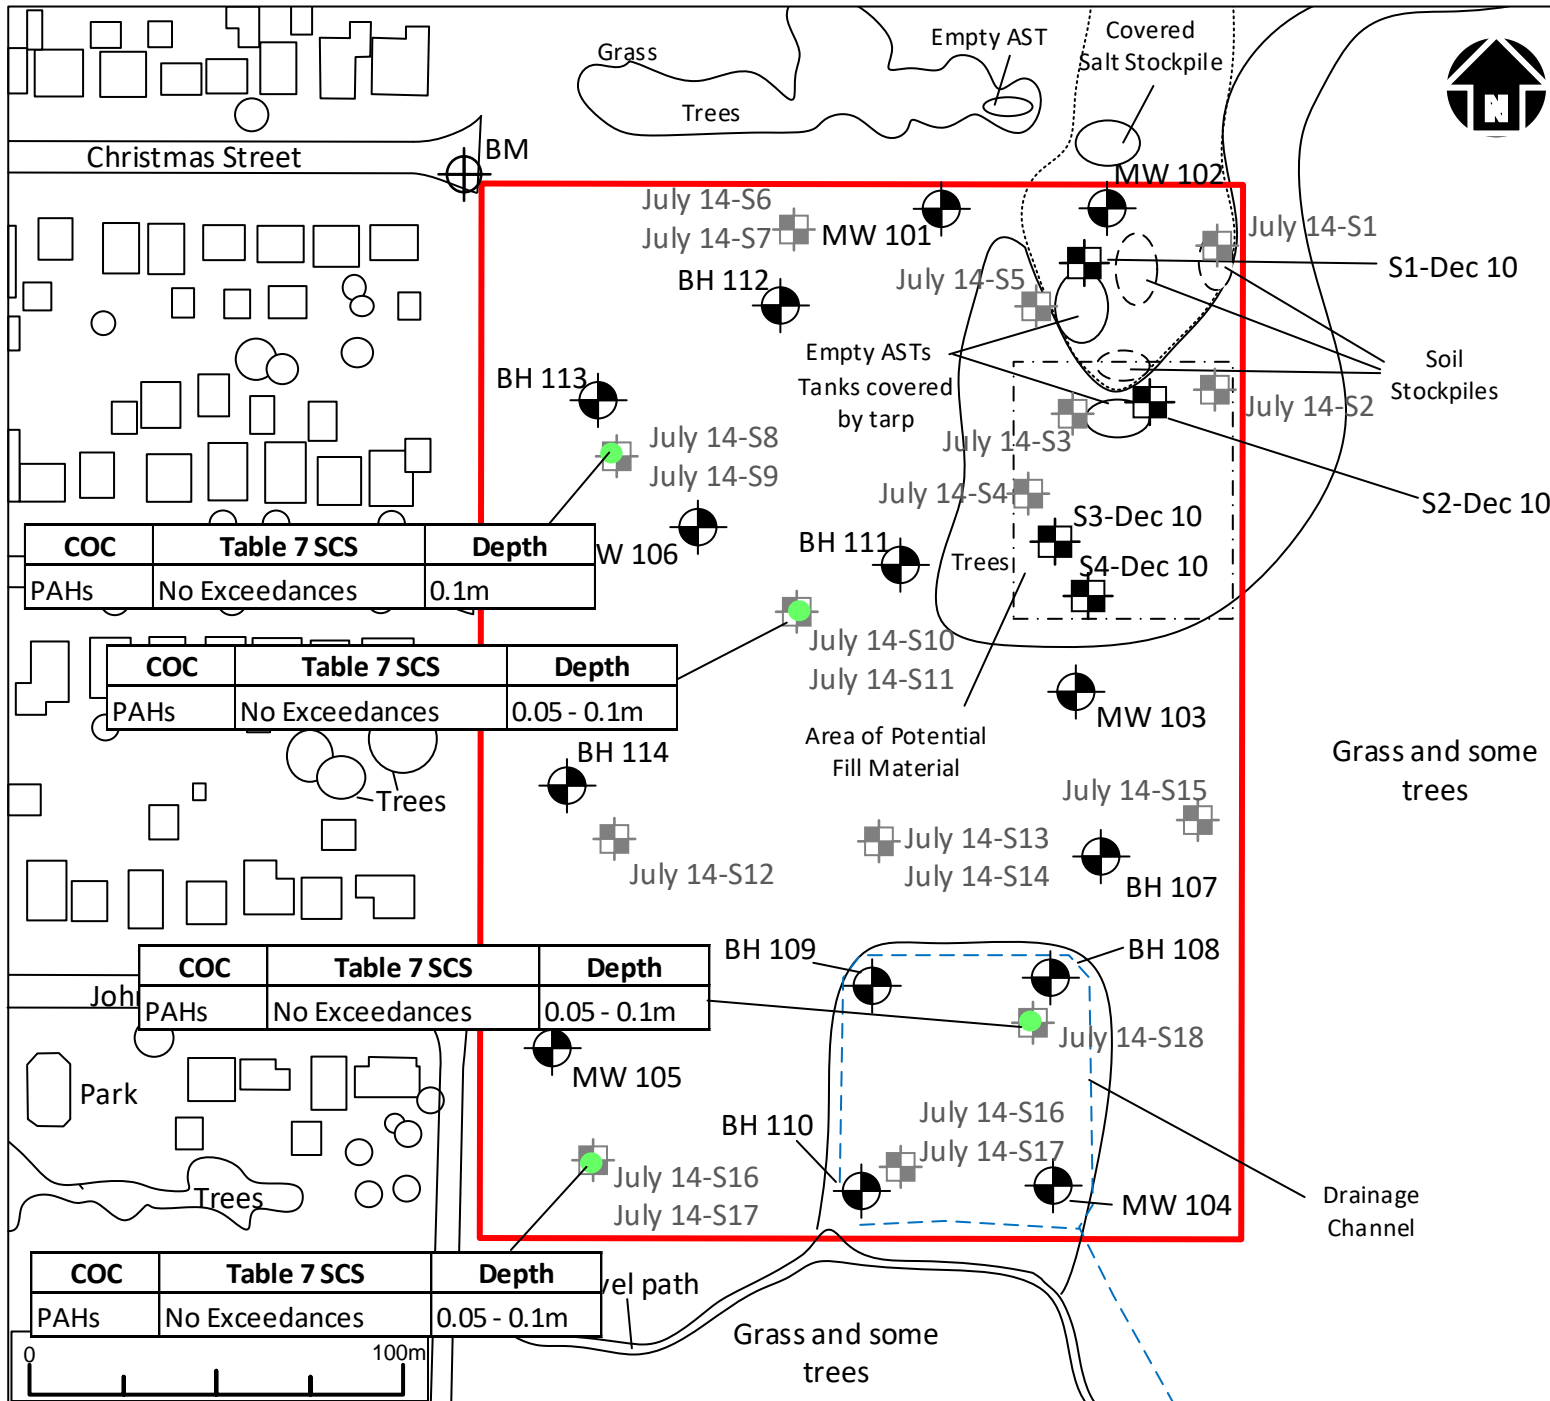 Grass
Empty AST
Covered
Salt Stockpile
Trees
N
Christmas Street
BM
MW 102
July 14-S6
July 14-S7
MW 101
July 14-S1
S1-Dec 10
BH 112
July 14-S5
Empty ASTs
Tanks covered
by tarp
Soil
Stockpiles
BH 113
July 14-S2
July 14-S8
July 14-S9
July 14-S3
July 14-S4
S2-Dec 10
S3-Dec 10
COC Table 7 SCS Depth
PAHs No Exceedances 0.1m
W 106
BH 111
Trees
S4-Dec 10
July 14-S10
July 14-S11
COC Table 7 SCS Depth
PAHs No Exceedances 0.05 - 0.1m
MW 103
Area of Potential
Fill Material
BH 114
Grass and some
trees
Trees
July 14-S15
July 14-S12
July 14-S13
July 14-S14
BH 107
BH 109
BH 108
COC Table 7 SCS Depth
PAHs No Exceedances 0.05 - 0.1m
Joh
July 14-S18
MW 105
Park
July 14-S16
July 14-S17
BH 110
Trees
July 14-S16
July 14-S17
MW 104
Drainage
Channel
COC Table 7 SCS Depth
PAHs No Exceedances 0.05 - 0.1m
vel path
Grass and some
trees
0 100m